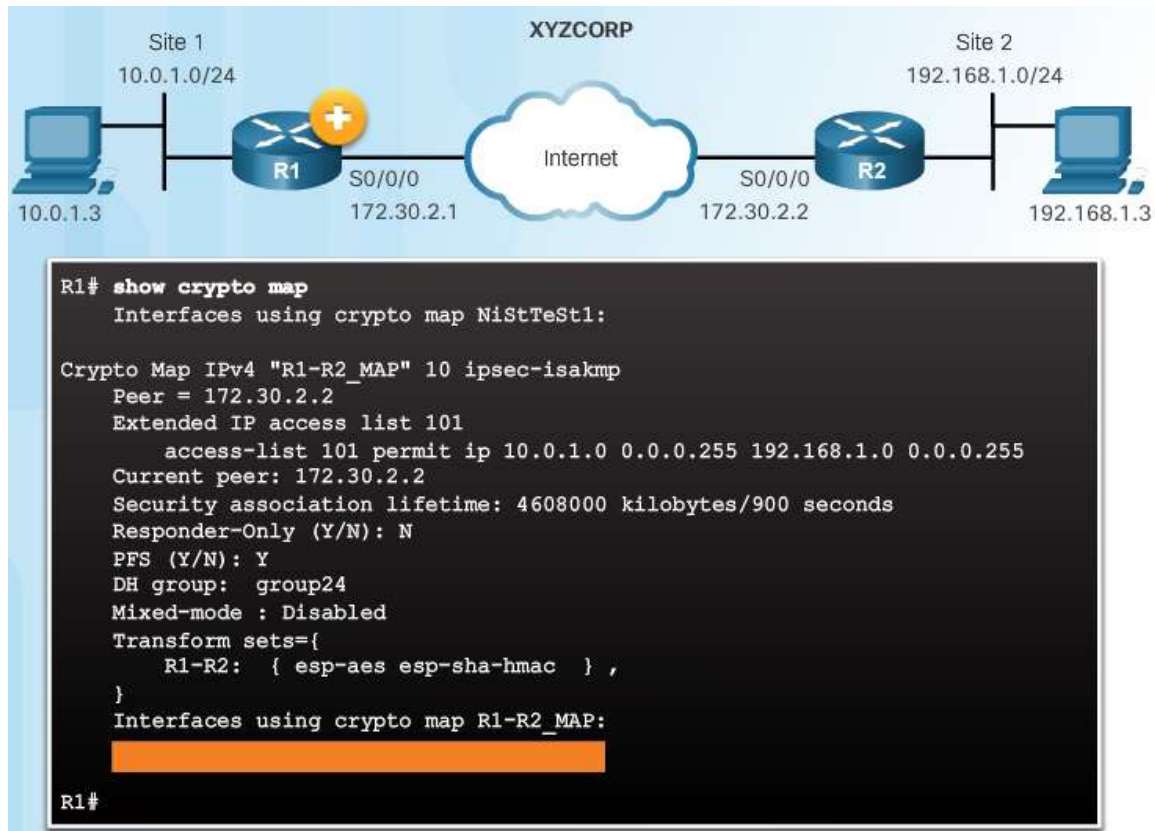 XYZCORP
Site 1
10.0.1.0/24
Site 2
192.168.1.0/24
R1
S0/0/0
172.30.2.1
Internet
S0/0/0
172.30.2.2
R2
10.0.1.3
192.168.1.3
R1# show crypto map
Interfaces using crypto map NiStTeSt1:
Crypto Map IPv4 "R1-R2_MAP" 10 ipsec-isakmp
Peer = 172.30.2.2
Extended IP access list 101
access-list 101 permit ip 10.0.1.0 0.0.0.255 192.168.1.0 0.0.0.255
Current peer: 172.30.2.2
Security association lifetime: 4608000 kilobytes/900 seconds
Responder-Only (Y/N): N
PFS (Y/N): Y
DH group:  group24
Mixed-mode : Disabled
Transform sets={
R1-R2:  { esp-aes esp-sha-hmac  } ,
}
Interfaces using crypto map R1-R2_MAP:
R1#